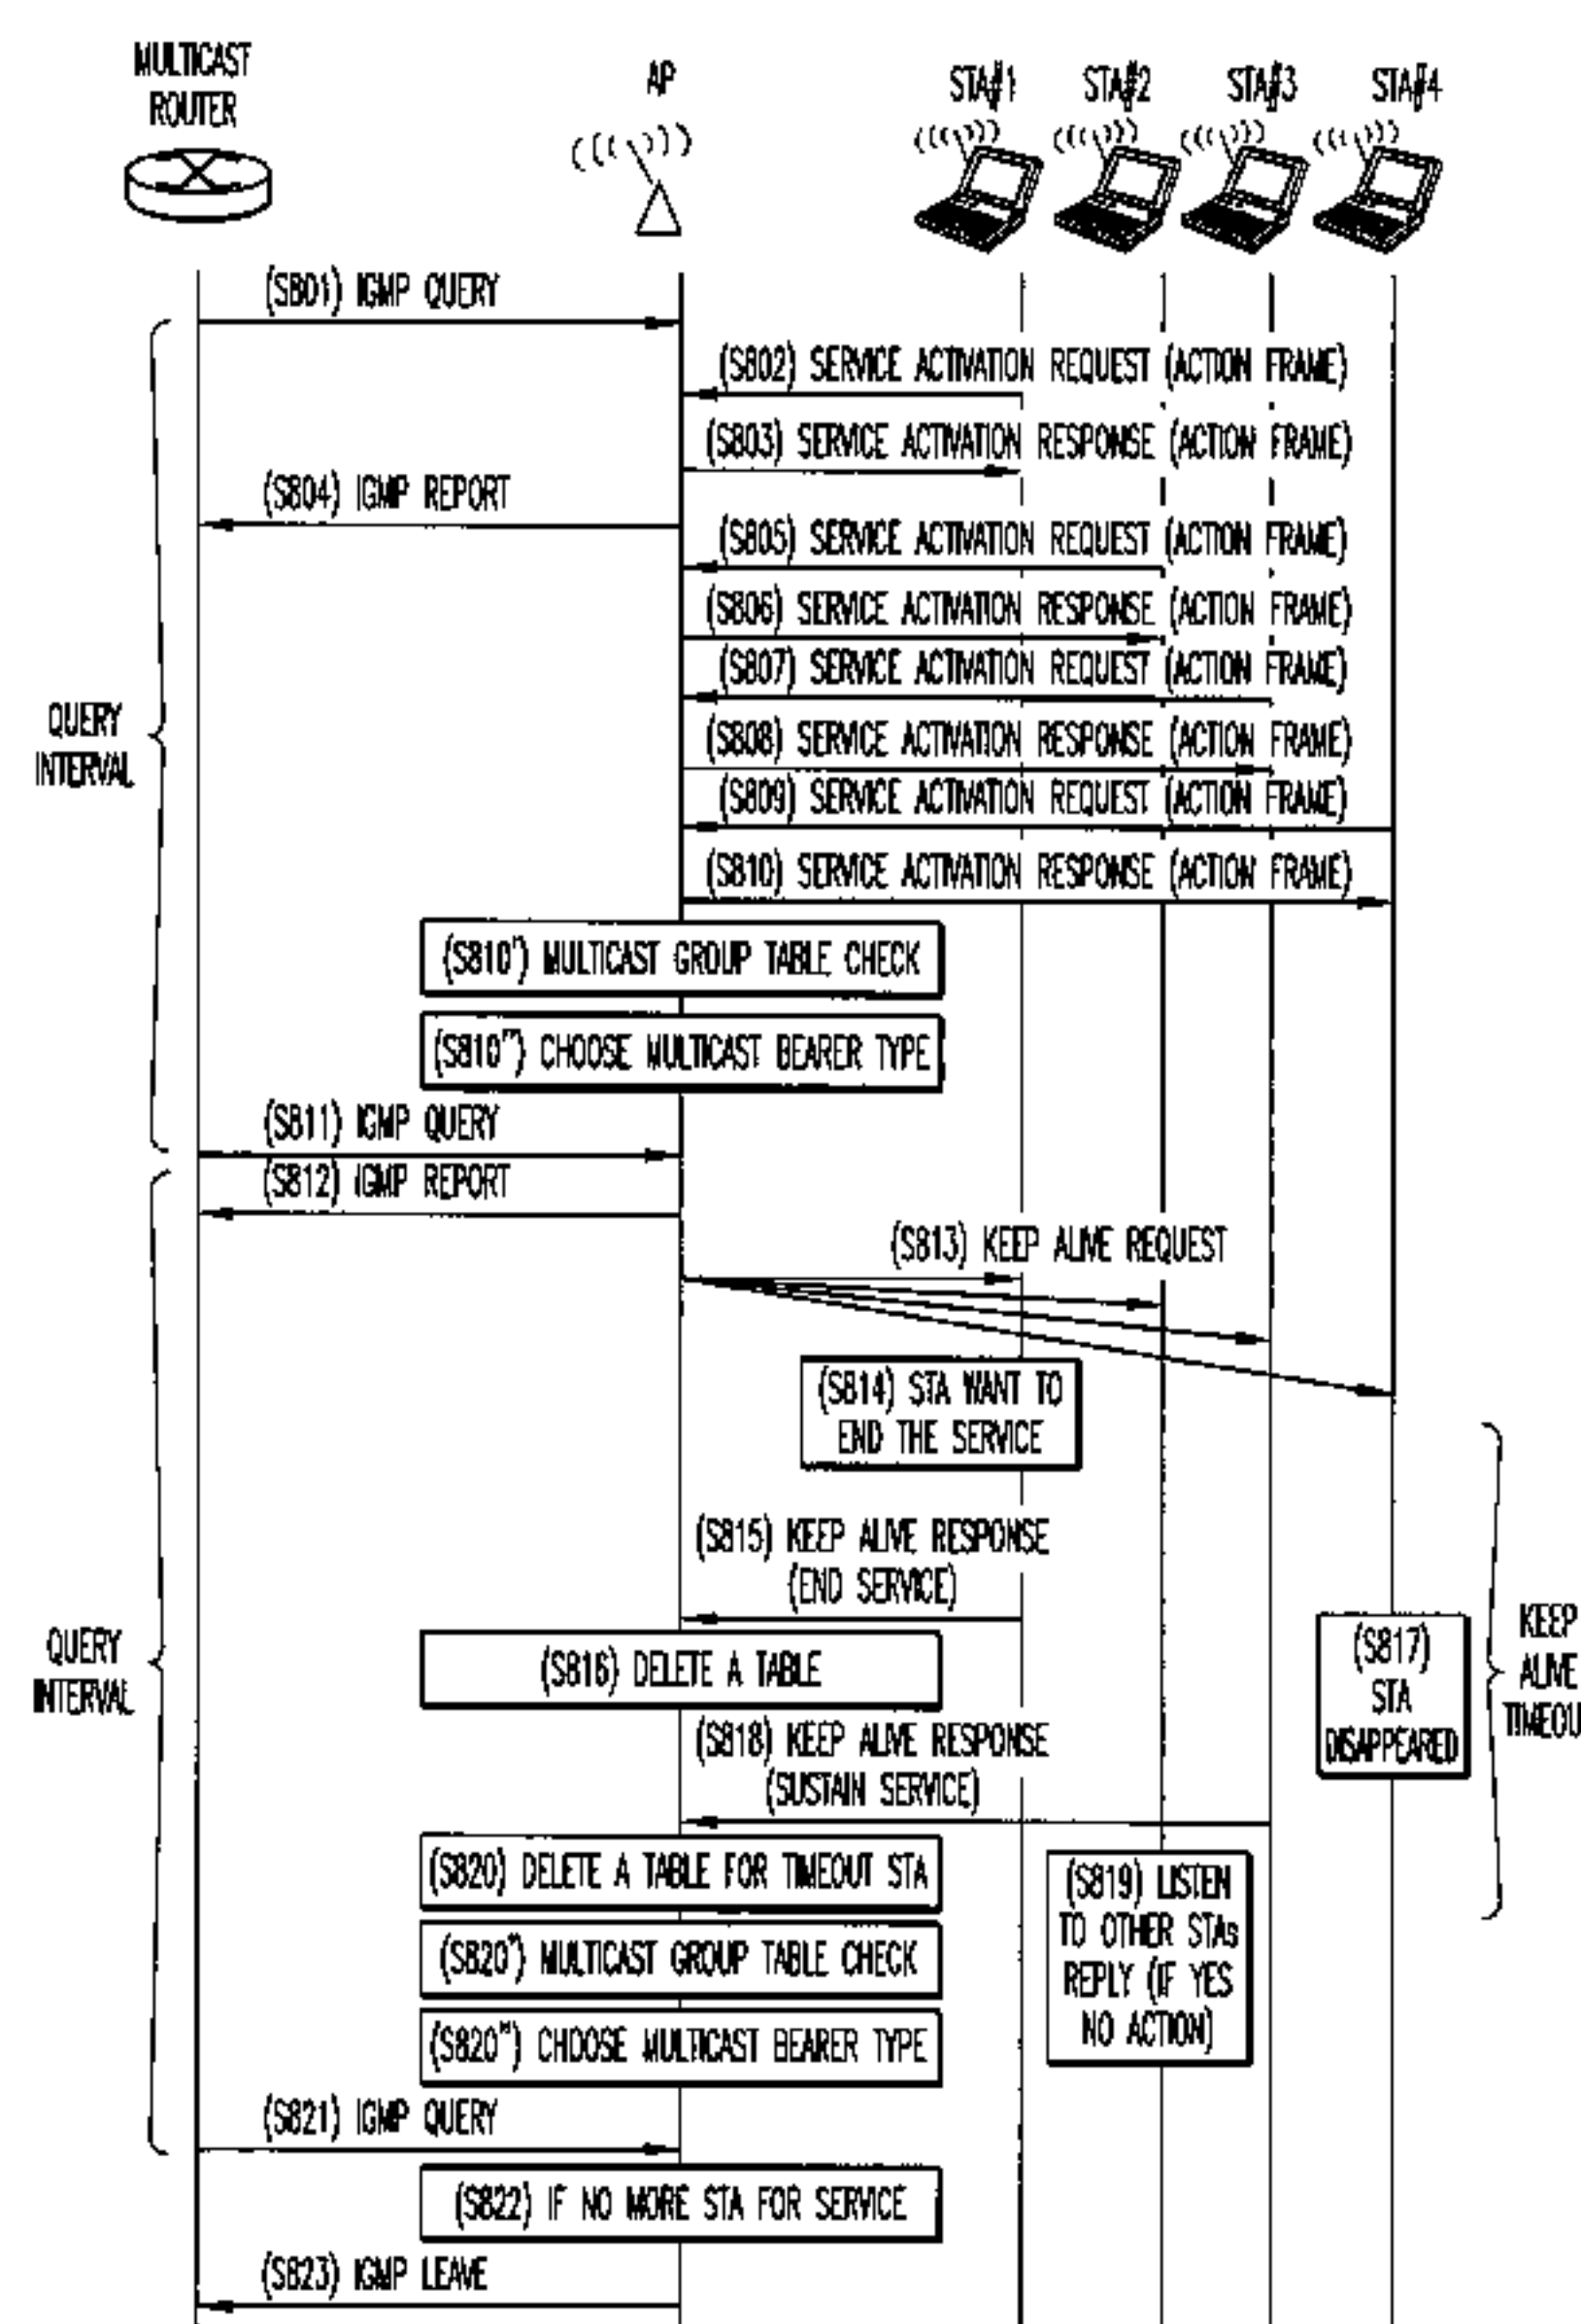 MULTICAST
ROUTER
AP
STA#1
STA#2
STA#3
STA#4
(S801) IGMP QUERY
(S802) SERVICE ACTIVATION REQUEST (ACTION FRAME)
(S803) SERVICE ACTIVATION RESPONSE (ACTION FRAME)
(S804) IGMP REPORT
(S805) SERVICE ACTIVATION REQUEST (ACTION FRAME)
(S806) SERVICE ACTIVATION RESPONSE (ACTION FRAME)
(S807) SERVICE ACTIVATION REQUEST (ACTION FRAME)
QUERY
INTERVAL
(S808) SERVICE ACTIVATION RESPONSE (ACTION FRAME)
(S809) SERVICE ACTIVATION REQUEST (ACTION FRAME)
(S810) SERVICE ACTIVATION RESPONSE (ACTION FRAME)
(S810') MULTICAST GROUP TABLE CHECK
(S810") CHOOSE MULTICAST BEARER TYPE
(S811) IGMP QUERY
(S812) IGMP REPORT
(S813) KEEP ALIVE REQUEST
(S814) STA WANT TO
END THE SERVICE
(S815) KEEP ALIVE RESPONSE
(END SERVICE)
QUERY
INTERVAL
(S816) DELETE A TABLE
(S817)
STA
DISAPPEARED
KEEP
ALIVE
TIMEOU
(S818) KEEP ALIVE RESPONSE
(SUSTAIN SERVICE)
(S820) DELETE A TABLE FOR TIMEOUT STA
(S819) LISTEN
TO OTHER STAs
REPLY (IF YES
NO ACTION)
(S820') MULTICAST GROUP TABLE CHECK
(S820") CHOOSE MULTICAST BEARER TYPE
(S821) IGMP QUERY
(S822) IF NO MORE STA FOR SERVICE
(S823) IGMP LEAVE